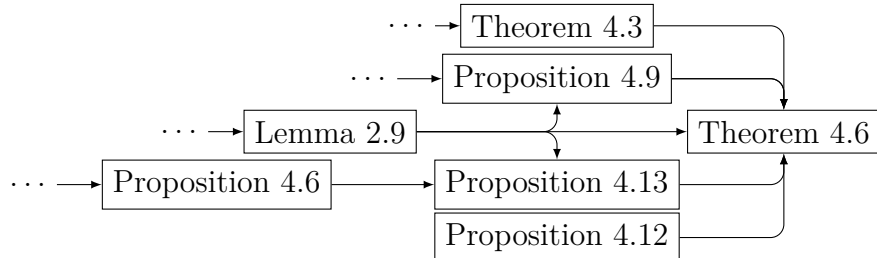 ··· Theorem 4.3
··· Proposition 4.9
··· Lemma 2.9 Theorem 4.6
··· Proposition 4.6 Proposition 4.13
Proposition 4.12